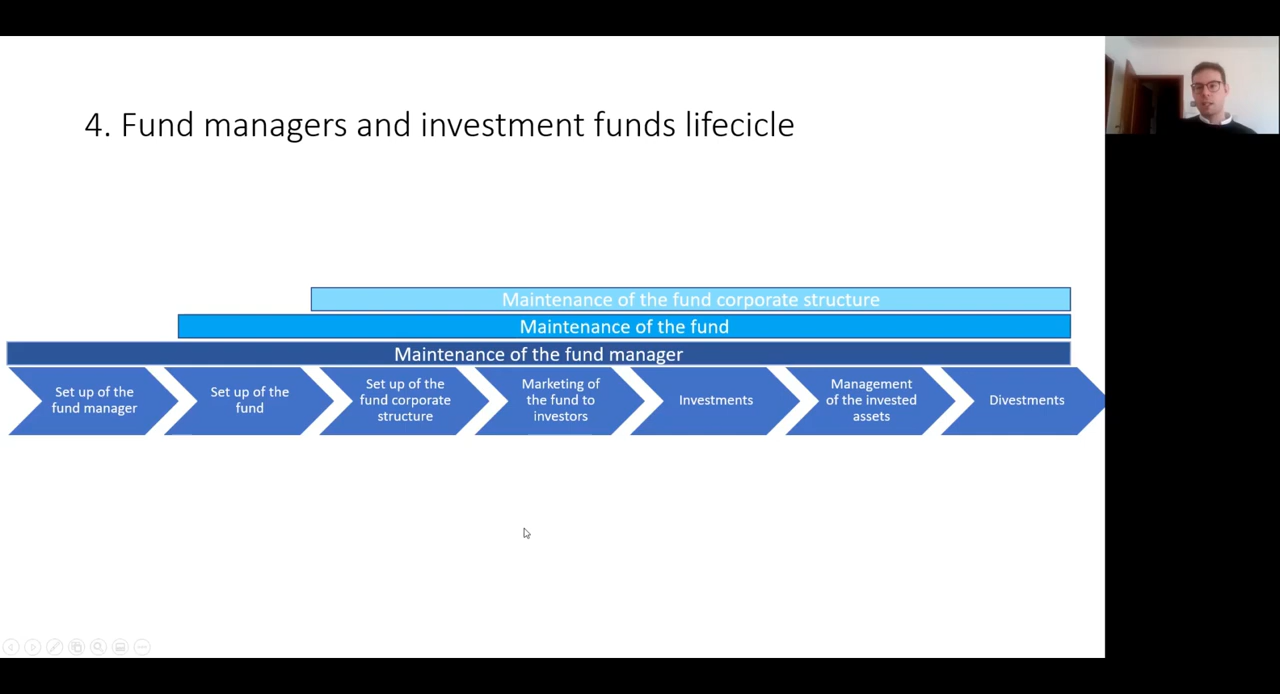 4. Fund managers and investment funds lifecicle
Maintenance of the fund corporate structure
Maintenance of the fund
Maintenance of the fund manager
Set up of the
fund manager
Set up of the
fund
Set up of the
fund corporate
structure
Marketing of
the fund to
investors
Investments
Management
of the invested
assets
Divestments